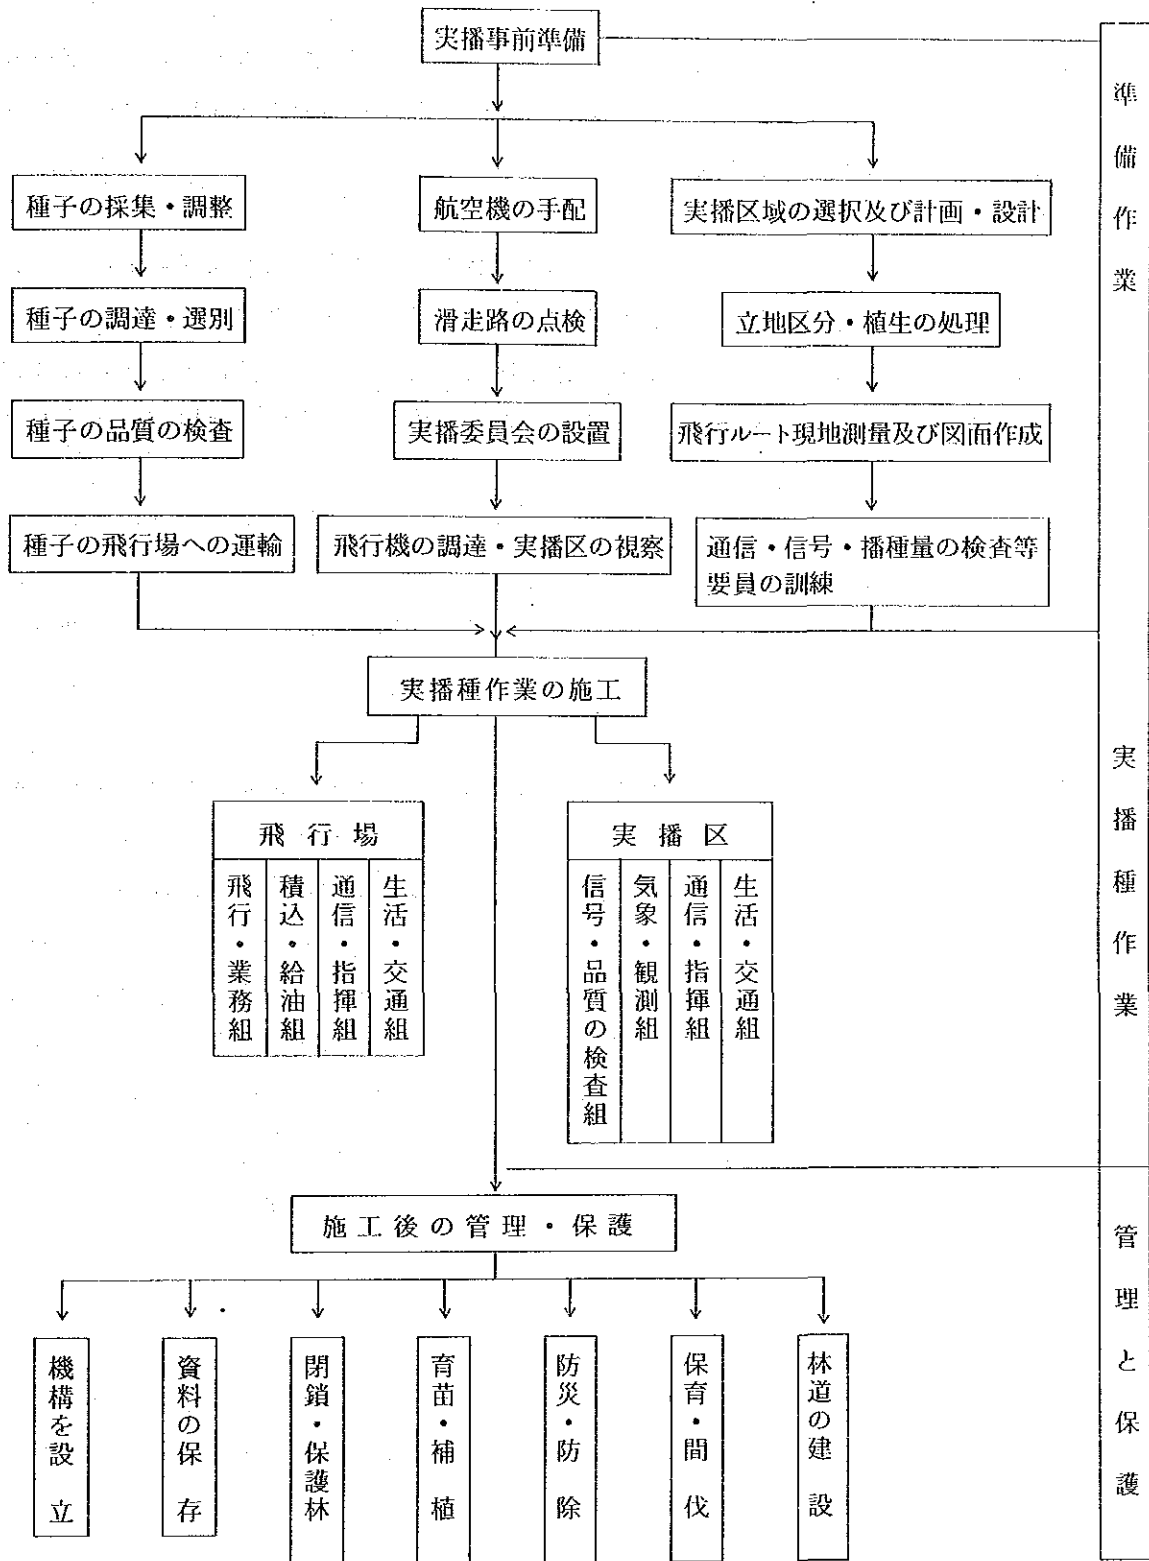 実播事前準備
種子の採集・調整
航空機の手配
実播区域の選択及び計画・設計
種子の調達・選別
滑走路の点検
立地区分・植生の処理
種子の品質の検査
実播委員会の設置
飛行ルート現地測量及び図面作成
種子の飛行場への運輸
飛行機の調達・実播区の視察
通信・信号・播種量の検査等
要員の訓練
準備作業
実播種作業の施工
飛行場
飛行・業務組
積込・給油組
通信・指揮組
生活・交通組
実播区
信号・品質の検査組
気象・観測組
通信・指揮組
生活・交通組
実播種作業
施工後の管理・保護
機構を設立
資料の保存
閉鎖・保護林
育苗・補植
防災・防除
保育・間伐
林道の建設
管理と保護